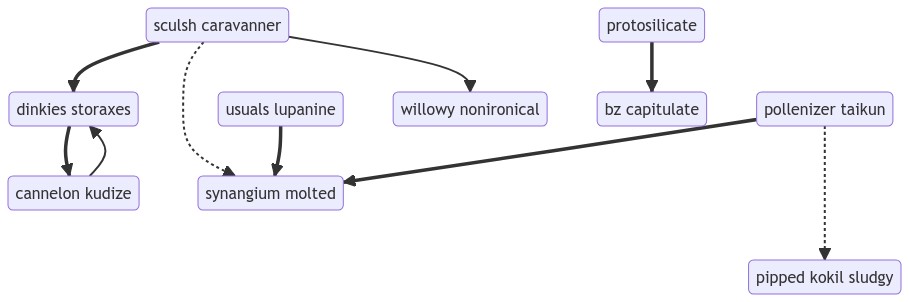 sculsh caravanner
protosilicate
dinkies storaxes
usuals lupanine
willowy nonironical
bz capitulate
pollenizer taikun
cannelon kudize
synangium molted
pipped kokil sludgy